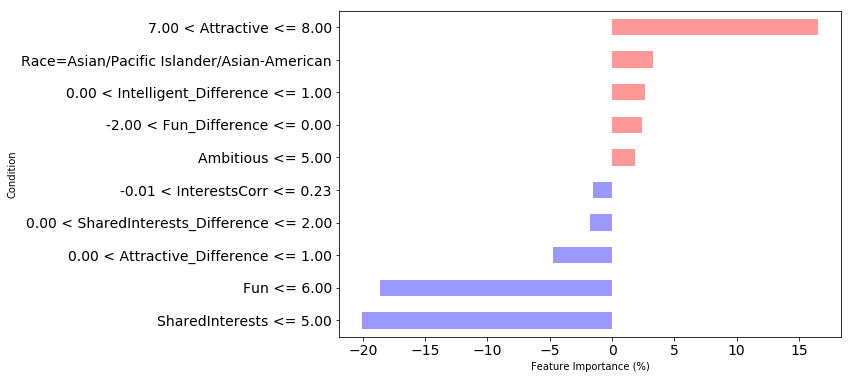 7.00 < Attractive <= 8.00
Race=Asian/Pacific Islander/Asian-American
0.00 < Intelligent_Difference <= 1.00
-2.00 < Fun_Difference <= 0.00
Ambitious <= 5.00
-0.01 < InterestsCorr <= 0.23
0.00 < SharedInterests_Difference <= 2.00
0.00 < Attractive_Difference <= 1.00
Fun <= 6.00
SharedInterests <= 5.00
Condition
−20 −15 −10 −5 0 5 10 15
Feature Importance (%)